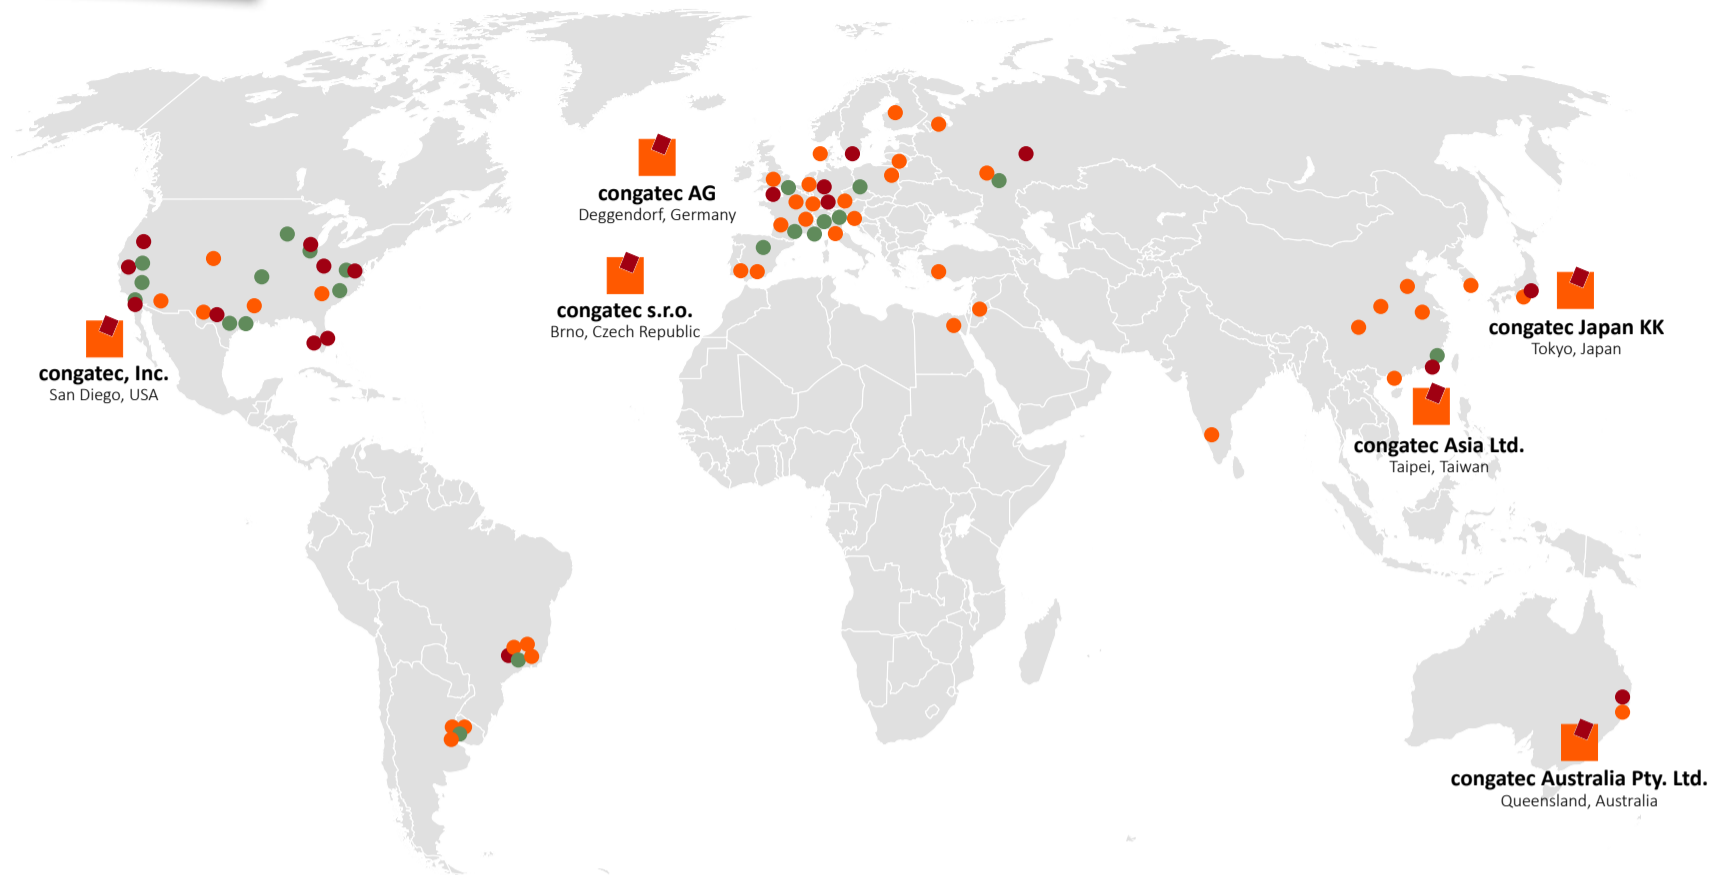 congatec AG
Deggendorf, Germany
congatec s.r.o.
Brno, Czech Republic
congatec, Inc.
San Diego, USA
congatec Japan KK
Tokyo, Japan
congatec Asia Ltd.
Taipei, Taiwan
congatec Australia Pty. Ltd.
Queensland, Australia